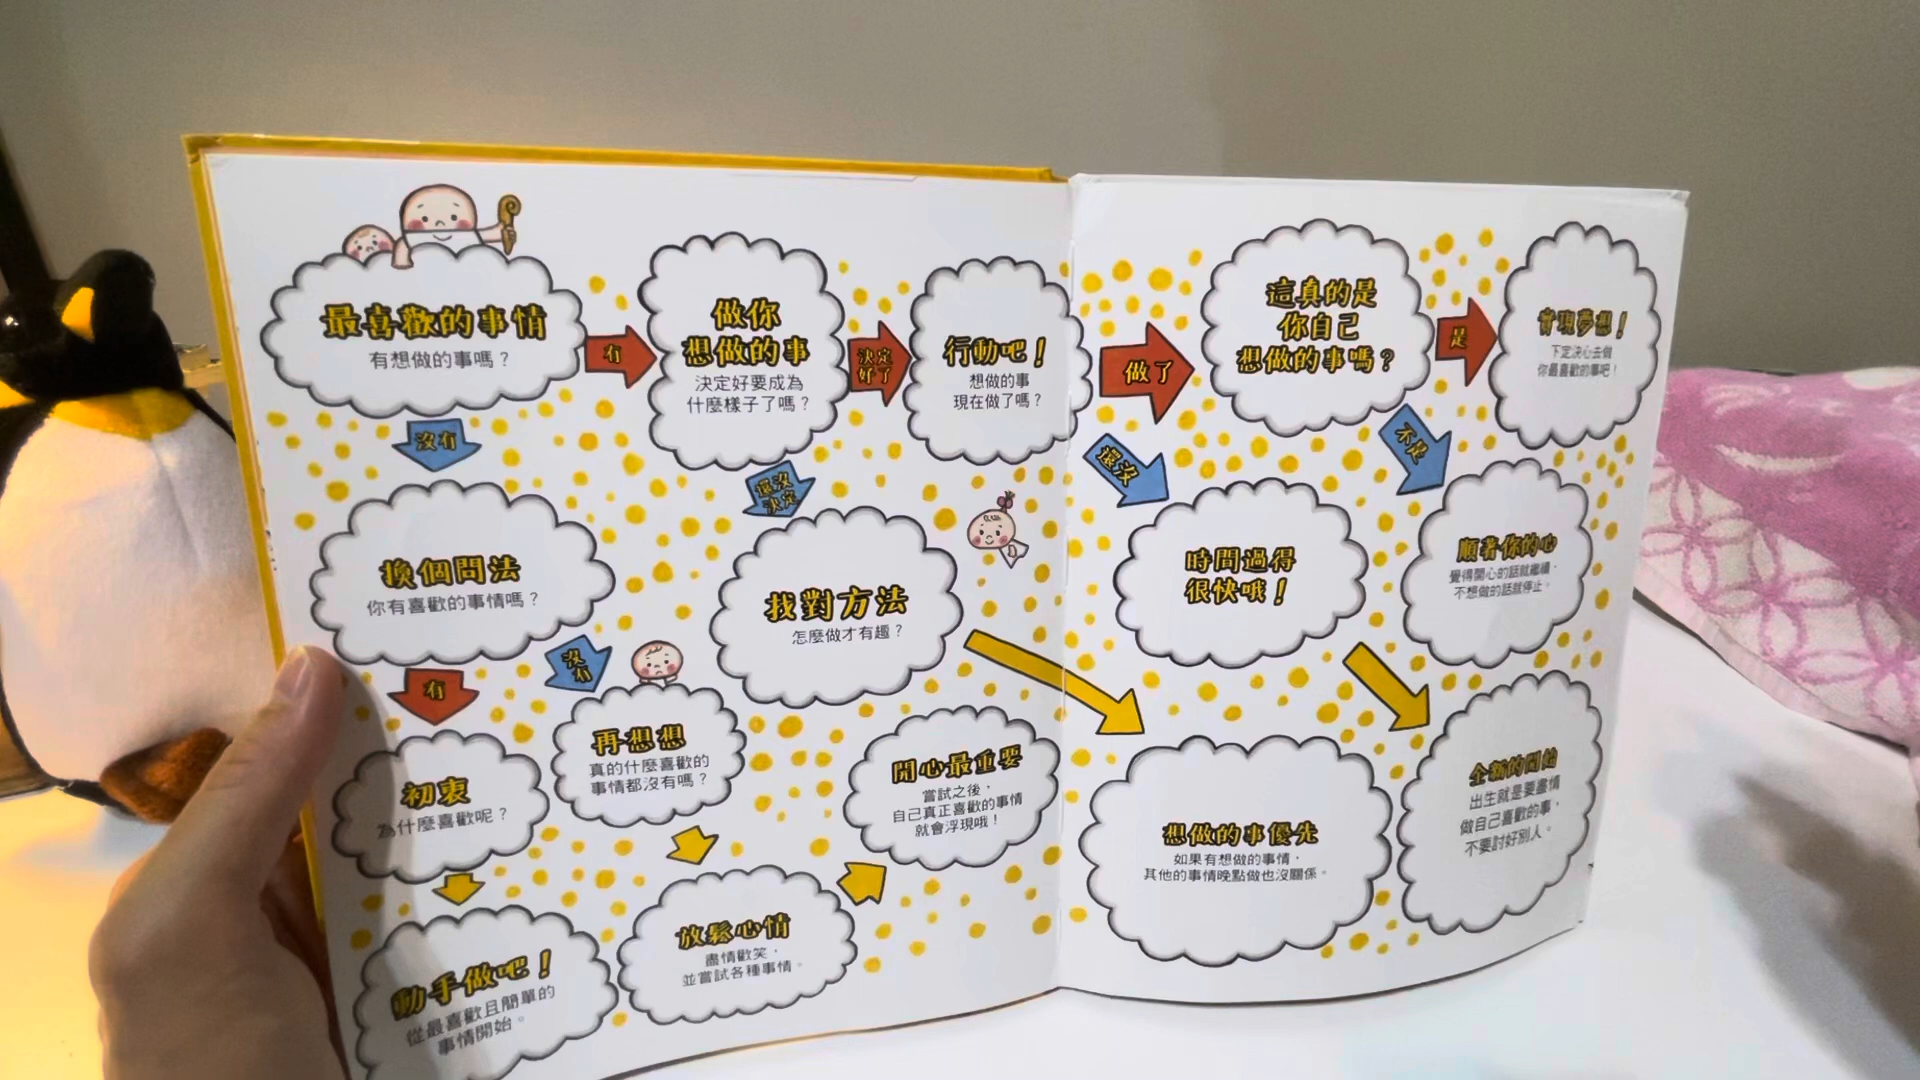 最喜歡的事情
有想做的事嗎？
有
做你
想做的事
決定好要成為
什麼樣子了嗎？
決定
好了
行動吧！
想做的事
現在做了嗎？
做了
這真的是
你自己
想做的事嗎？
是
實現夢想！
下定決心去做
你最喜歡的事吧！
沒有
還沒
決定
還沒
不是
換個問法
你有喜歡的事情嗎？
找對方法
怎麼做才有趣？
時間過得
很快哦！
順著你的心
覺得開心的話就繼續，
不想做的話就停止。
有
沒
有
初衷
為什麼喜歡呢？
再想想
真的什麼喜歡的
事情都沒有嗎？
開心最重要
嘗試之後，
自己真正喜歡的事情
就會浮現哦！
想做的事優先
如果有想做的事情，
其他的事情晚點做也沒關係。
全新的開始
出生就是要盡情
做自己喜歡的事，
不要討好別人。
動手做吧！
從最喜歡且簡單的
事情開始。
放鬆心情
盡情歡笑，
並嘗試各種事情。